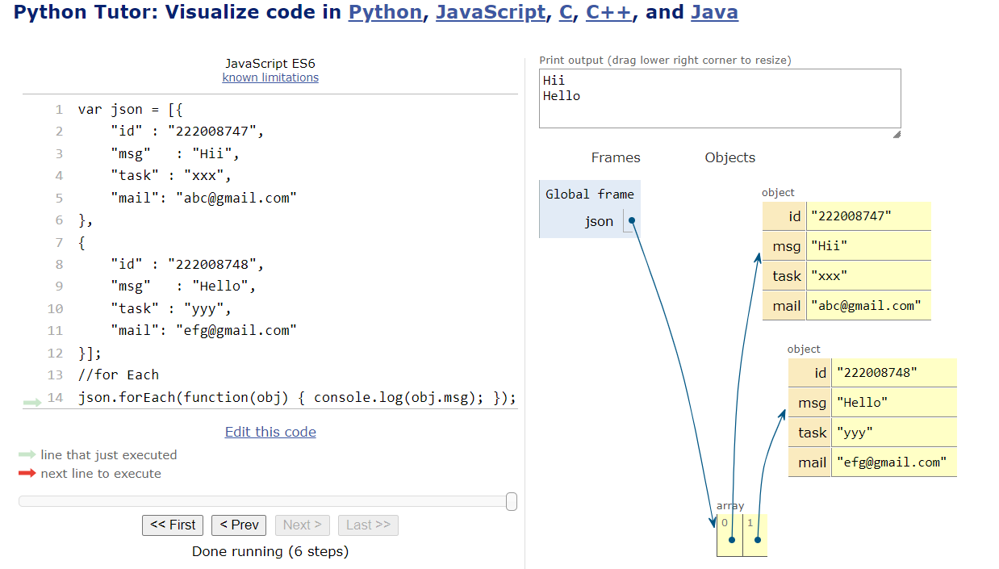 Python Tutor: Visualize code in Python, JavaScript, C, C++, and Java
JavaScript ES6
known limitations
1 var json = [{
2 "id" : "222008747",
3 "msg"   : "Hii",
4 "task" : "xxx",
5 "mail": "abc@gmail.com"
6 },
7 {
8 "id" : "222008748",
9 "msg"   : "Hello",
10 "task" : "yyy",
11 "mail": "efg@gmail.com"
12 }];
13 //for Each
14 json.forEach(function(obj) { console.log(obj.msg); });
Edit this code
line that just executed
next line to execute
<< First < Prev Next > Last >>
Done running (6 steps)
Print output (drag lower right corner to resize)
Hii
Hello
Frames Objects
Global frame
json
object
id "222008747"
msg "Hii"
task "xxx"
mail "abc@gmail.com"
object
id "222008748"
msg "Hello"
task "yyy"
mail "efg@gmail.com"
array
0 1